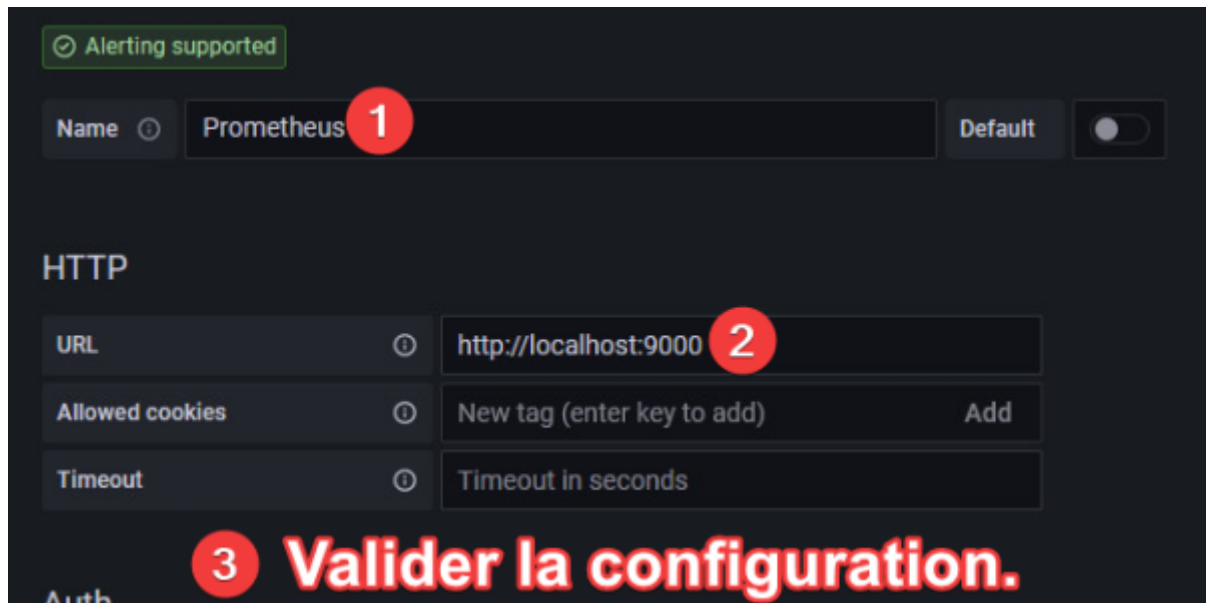 Alerting supported
Name Prometheus 1 Default
HTTP
URL http://localhost:9000 2
Allowed cookies New tag (enter key to add) Add
Timeout Timeout in seconds
3 Valider la configuration.
Auth